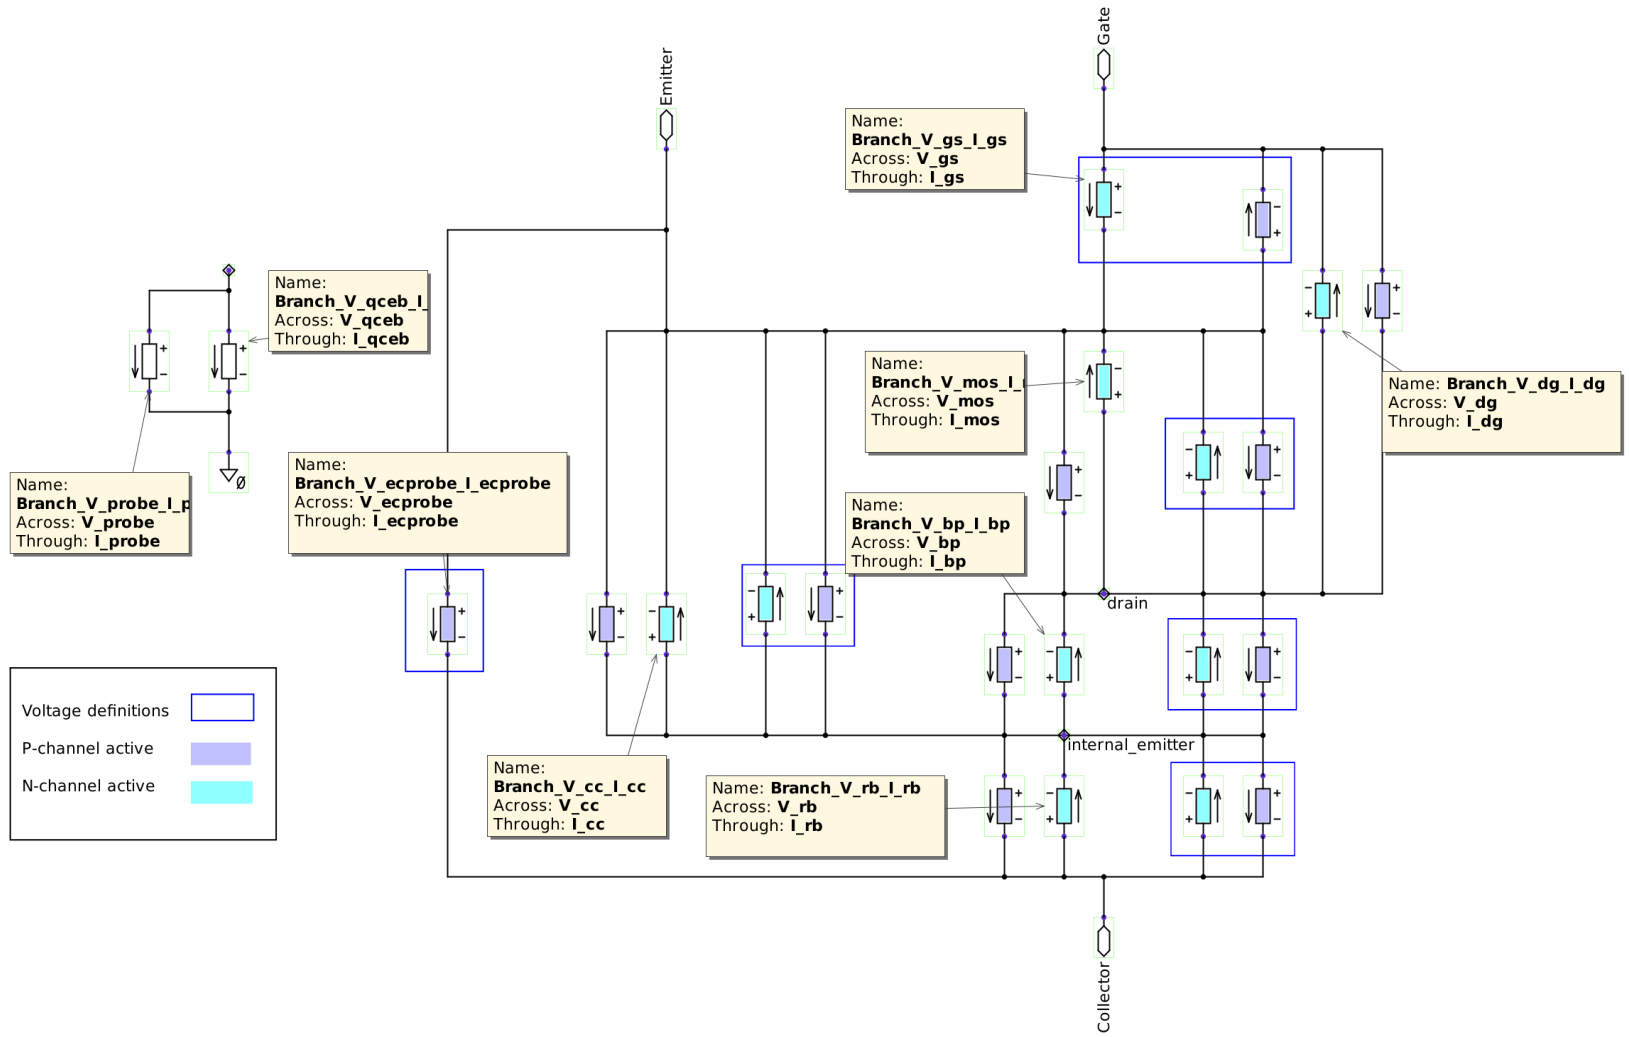 Gate
Emitter
Name:
Branch_V_gs_I_gs
Across: V_gs
Through: I_gs
Name:
Branch_V_qceb_I_
Across: V_qceb
Through: I_qceb
Name:
Branch_V_mos_I_
Across: V_mos
Through: I_mos
Name: Branch_V_dg_I_dg
Across: V_dg
Through: I_dg
Name:
Branch_V_probe_I_p
Across: V_probe
Through: I_probe
Name:
Branch_V_ecprobe_I_ecprobe
Across: V_ecprobe
Through: I_ecprobe
Name:
Branch_V_bp_I_bp
Across: V_bp
Through: I_bp
drain
internal_emitter
Voltage definitions
P-channel active
N-channel active
Name:
Branch_V_cc_I_cc
Across: V_cc
Through: I_cc
Name: Branch_V_rb_I_rb
Across: V_rb
Through: I_rb
Collector